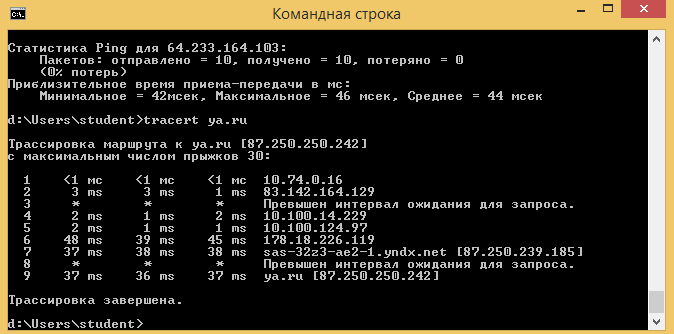 Командная строка
Статистика Ping для 64.233.164.103:
Пакетов: отправлено = 10, получено = 10, потеряно = 0
(0% потерь)
Приблизительное время приема-передачи в мс:
Минимальное = 42мсек, Максимальное = 46 мсек, Среднее = 44 мсек
d:\Users\student>tracert ya.ru
Трассировка маршрута к ya.ru [87.250.250.242]
с максимальным числом прыжков 30:
1 <1 мс <1 мс <1 мс 10.74.0.16
2 3 ms 3 ms 1 ms 83.142.164.129
3 * * * Превышен интервал ожидания для запроса.
4 2 ms 1 ms 2 ms 10.100.14.229
5 2 ms 1 ms 1 ms 10.100.124.97
6 48 ms 39 ms 45 ms 178.18.226.119
7 37 ms 38 ms 38 ms sas-32z3-ae2-1.yndx.net [87.250.239.185]
8 * * * Превышен интервал ожидания для запроса.
9 37 ms 36 ms 37 ms ya.ru [87.250.250.242]
Трассировка завершена.
d:\Users\student>